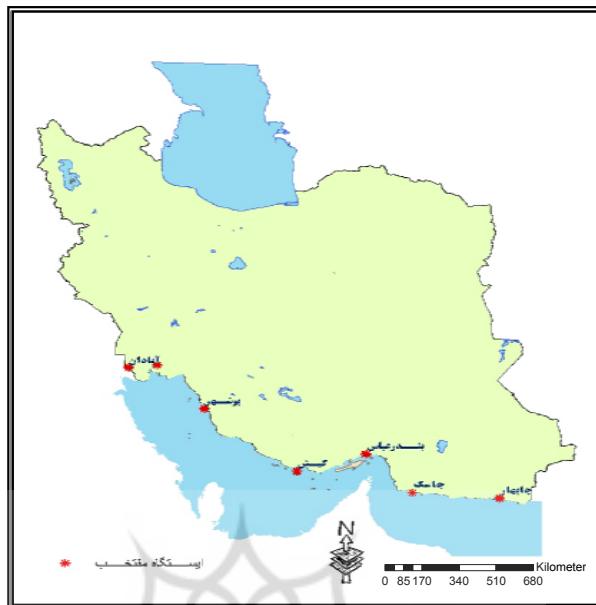 آبادان
بوشهر
بندرعباس
کیش
جاسک
چابهار
N
ایستگاه منتخب
Kilometer
0 85 170 340 510 680